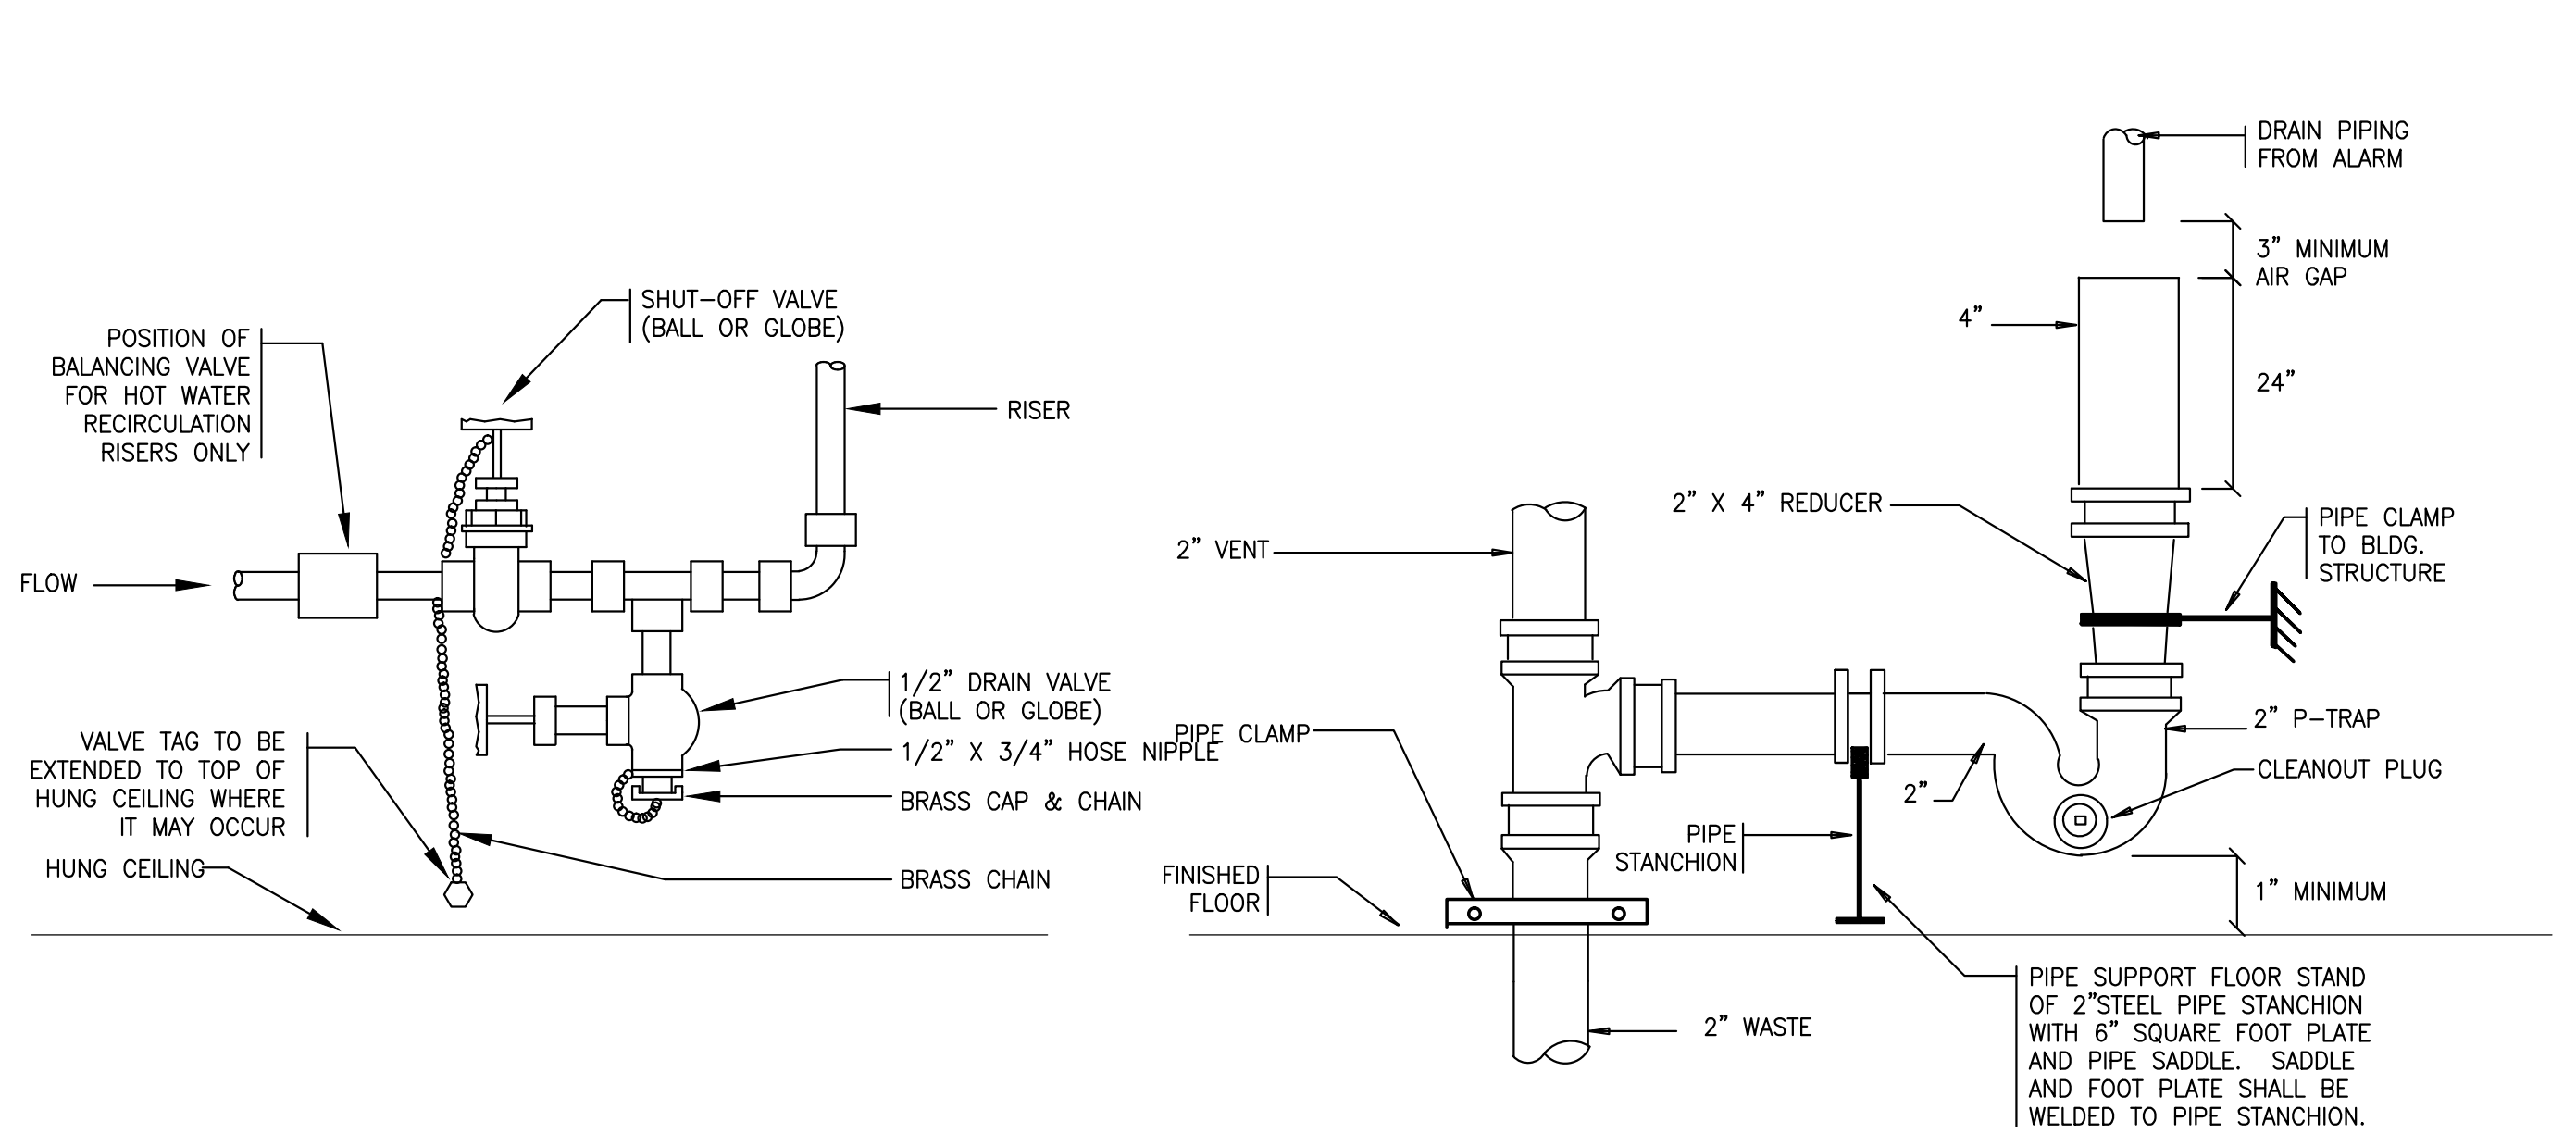 SHUT-OFF VALVE
(BALL OR GLOBE)
POSITION OF
BALANCING VALVE
FOR HOT WATER
RECIRCULATION
RISERS ONLY
RISER
FLOW
1/2" DRAIN VALVE
(BALL OR GLOBE)
1/2" X 3/4" HOSE NIPPLE
BRASS CAP & CHAIN
VALVE TAG TO BE
EXTENDED TO TOP OF
HUNG CEILING WHERE
IT MAY OCCUR
HUNG CEILING
BRASS CHAIN
DRAIN PIPING
FROM ALARM
3" MINIMUM
AIR GAP
4"
24"
2" X 4" REDUCER
PIPE CLAMP
TO BLDG.
STRUCTURE
2" VENT
2" P-TRAP
PIPE CLAMP
CLEANOUT PLUG
2"
PIPE
STANCHION
FINISHED
FLOOR
1" MINIMUM
2" WASTE
PIPE SUPPORT FLOOR STAND
OF 2"STEEL PIPE STANCHION
WITH 6" SQUARE FOOT PLATE
AND PIPE SADDLE. SADDLE
AND FOOT PLATE SHALL BE
WELDED TO PIPE STANCHION.